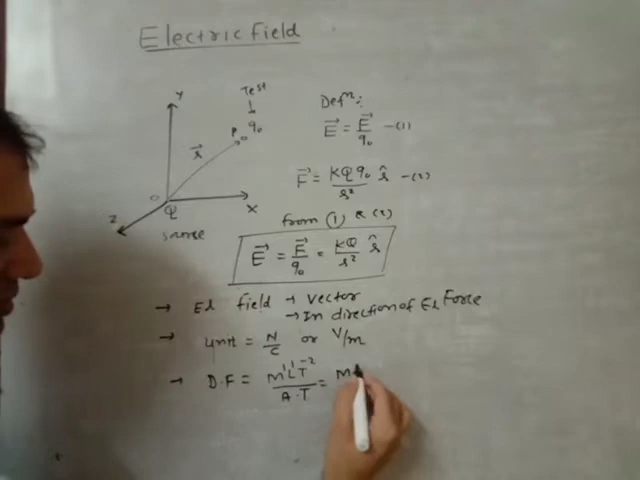 Electric field
Y
Test
↓
P q₀
r⃗
O
Q
X
Z
source
Defⁿ:
E⃗ = F⃗/q₀ —(1)
F⃗ = KQq₀/r² r̂ —(2)
from (1) & (2)
E⃗ = F⃗/q₀ = KQ/r² r̂
→ El field → vector
→ In direction of El Force
→ unit = N/C or V/m
→ D.F = M¹L¹T⁻²/A·T = M